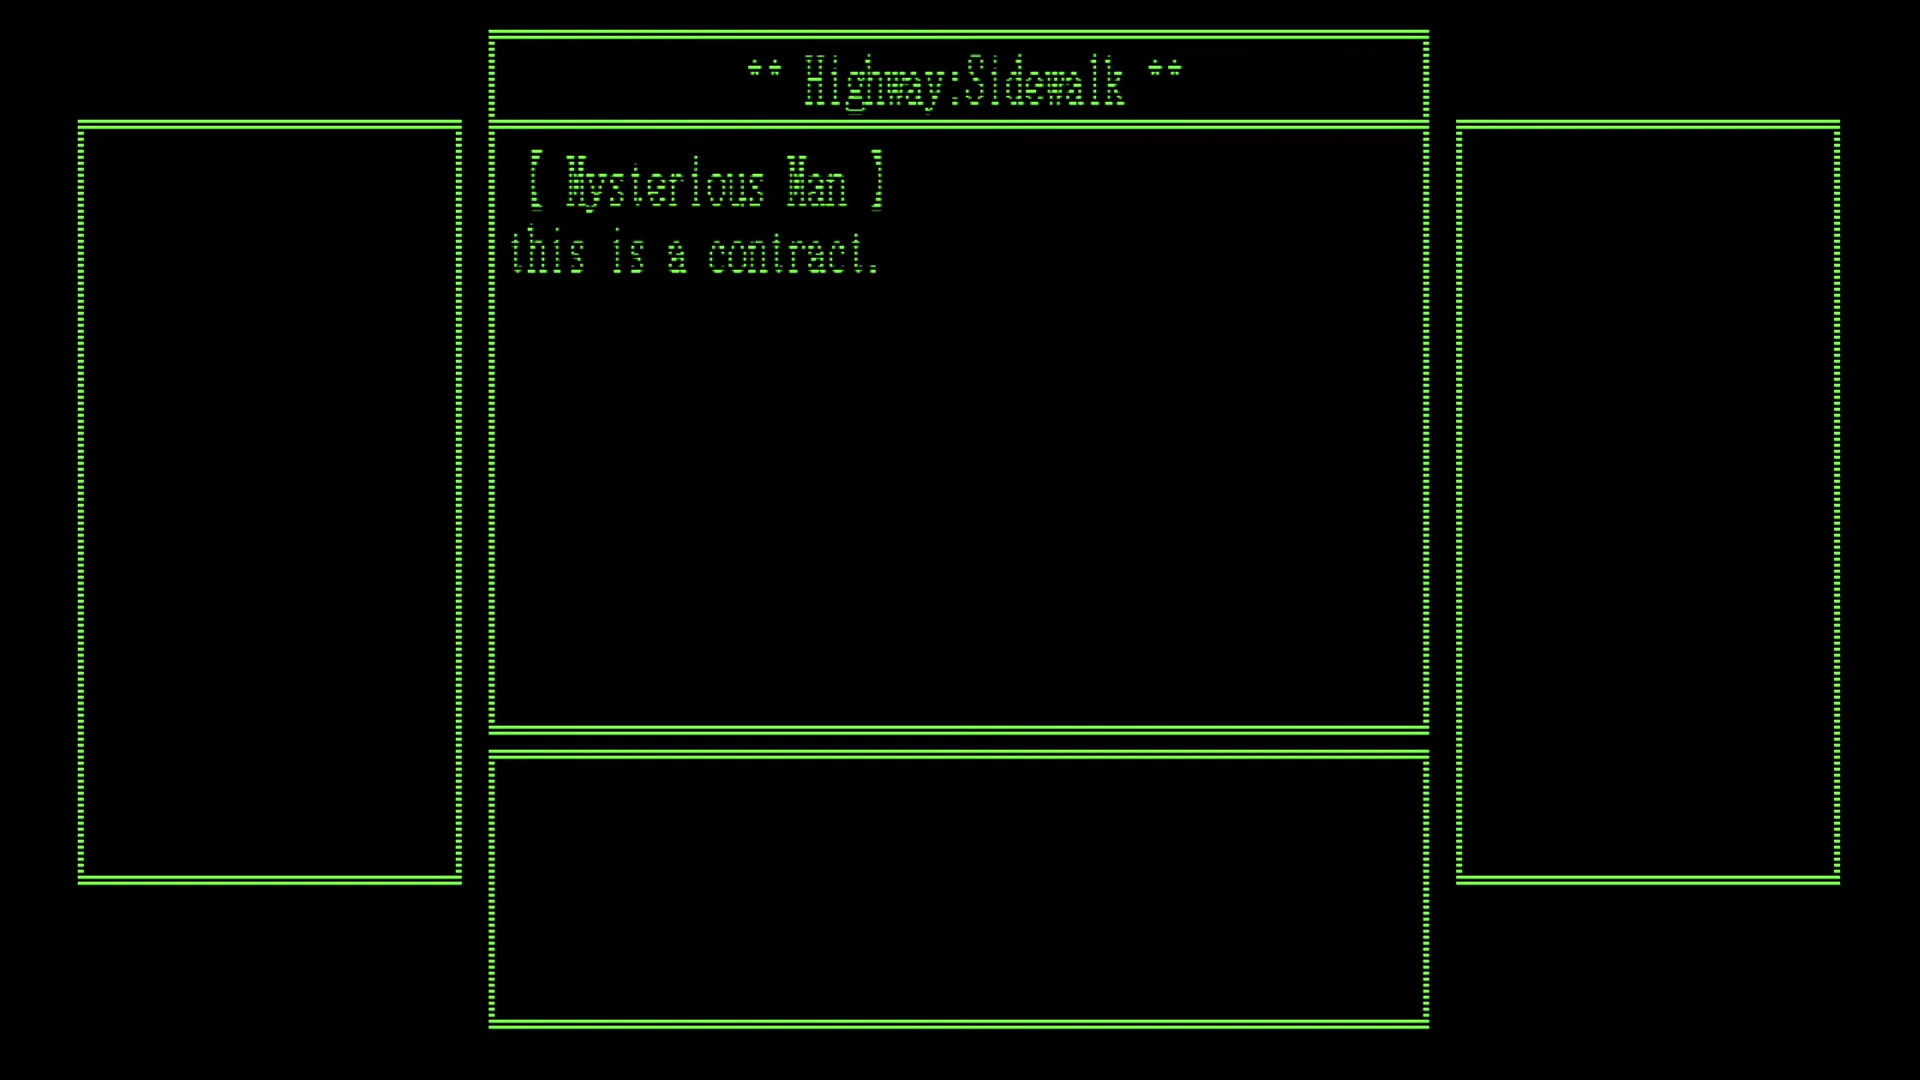 ** Highway:Sidewalk **
[ Mysterious Man ]
this is a contract.